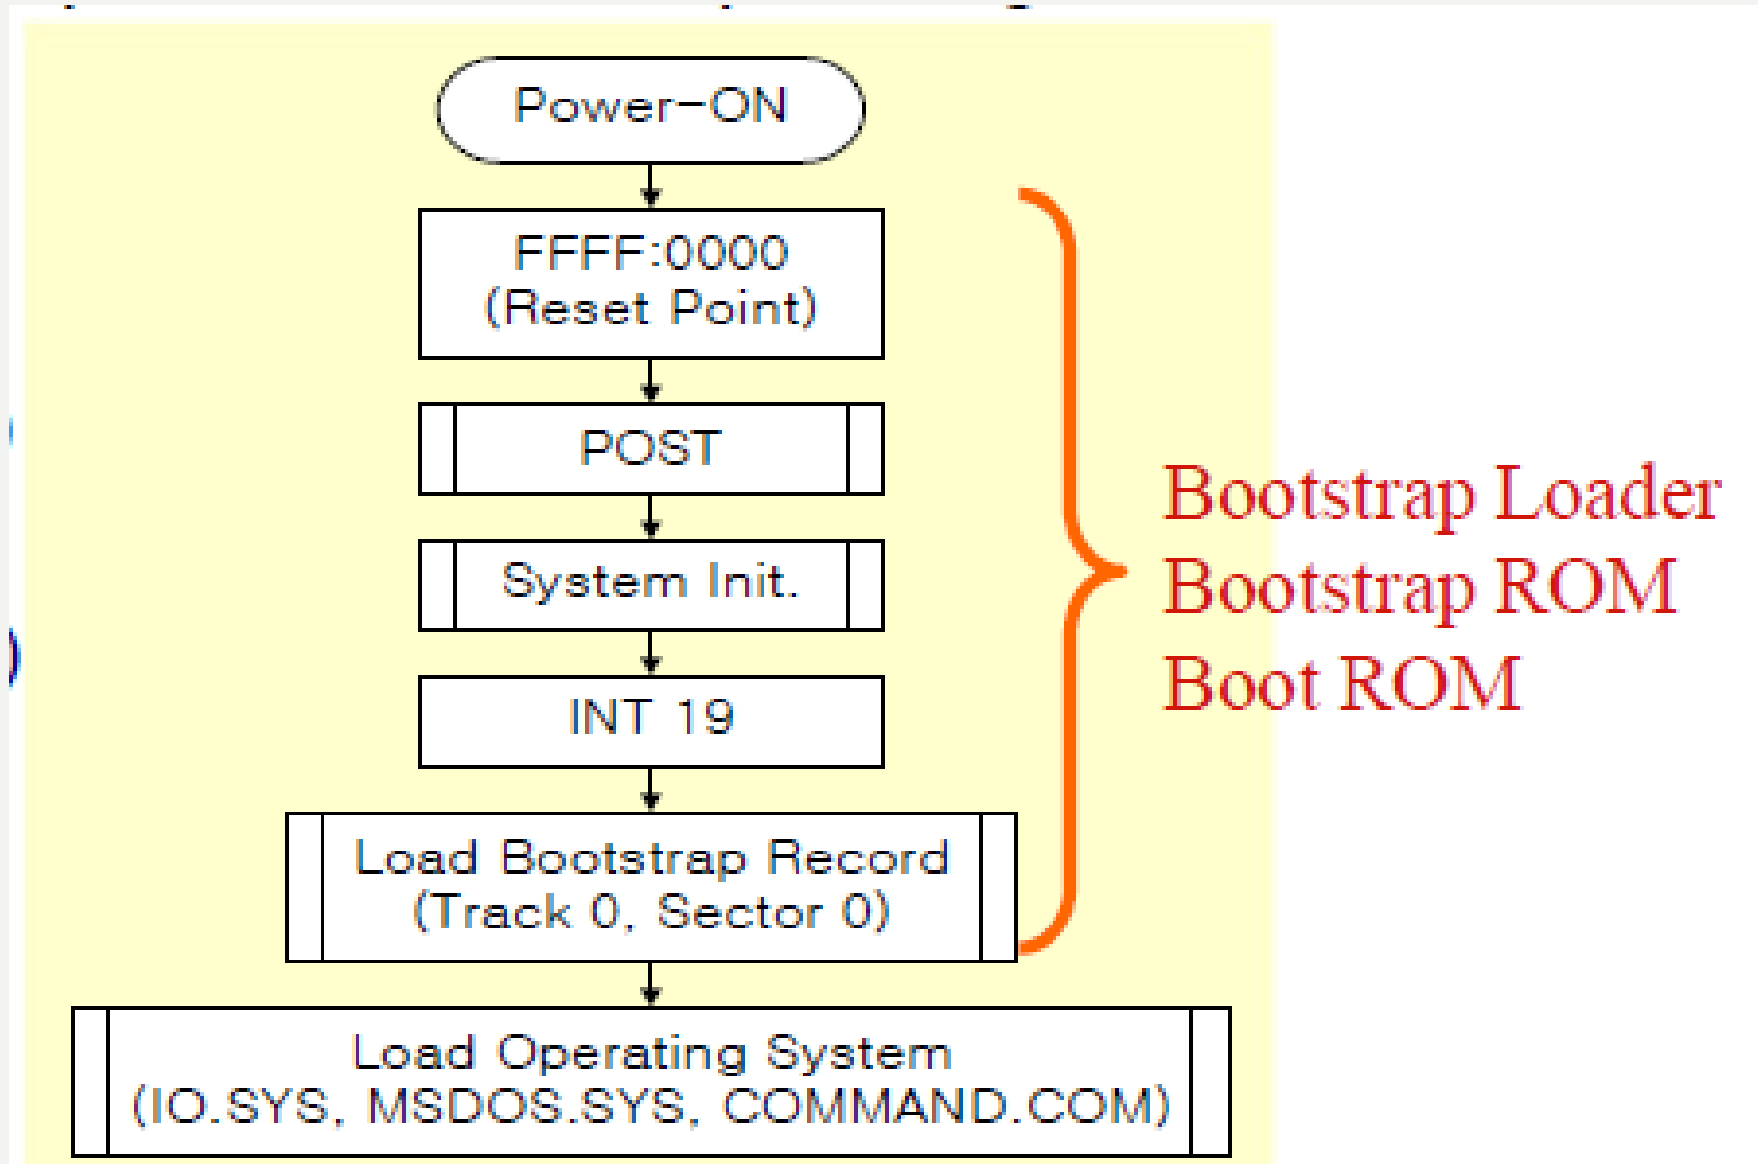 Power-ON
FFFF:0000
(Reset Point)
POST
System Init.
INT 19
Load Bootstrap Record
(Track 0, Sector 0)
Load Operating System
(IO.SYS, MSDOS.SYS, COMMAND.COM)
Bootstrap Loader
Bootstrap ROM
Boot ROM